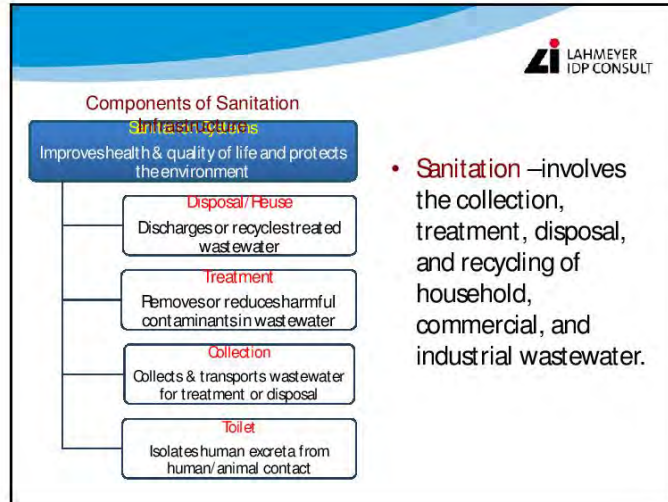 LAHMEYER
IDP CONSULT
Components of Sanitation
Infrastructure
Sanitation Systems
Improves health & quality of life and protects
the environment
Disposal/Reuse
Discharges or recycles treated
wastewater
Treatment
Removes or reduces harmful
contaminants in wastewater
Collection
Collects & transports wastewater
for treatment or disposal
Toilet
Isolates human excreta from
human/animal contact
• Sanitation –involves
the collection,
treatment, disposal,
and recycling of
household,
commercial, and
industrial wastewater.